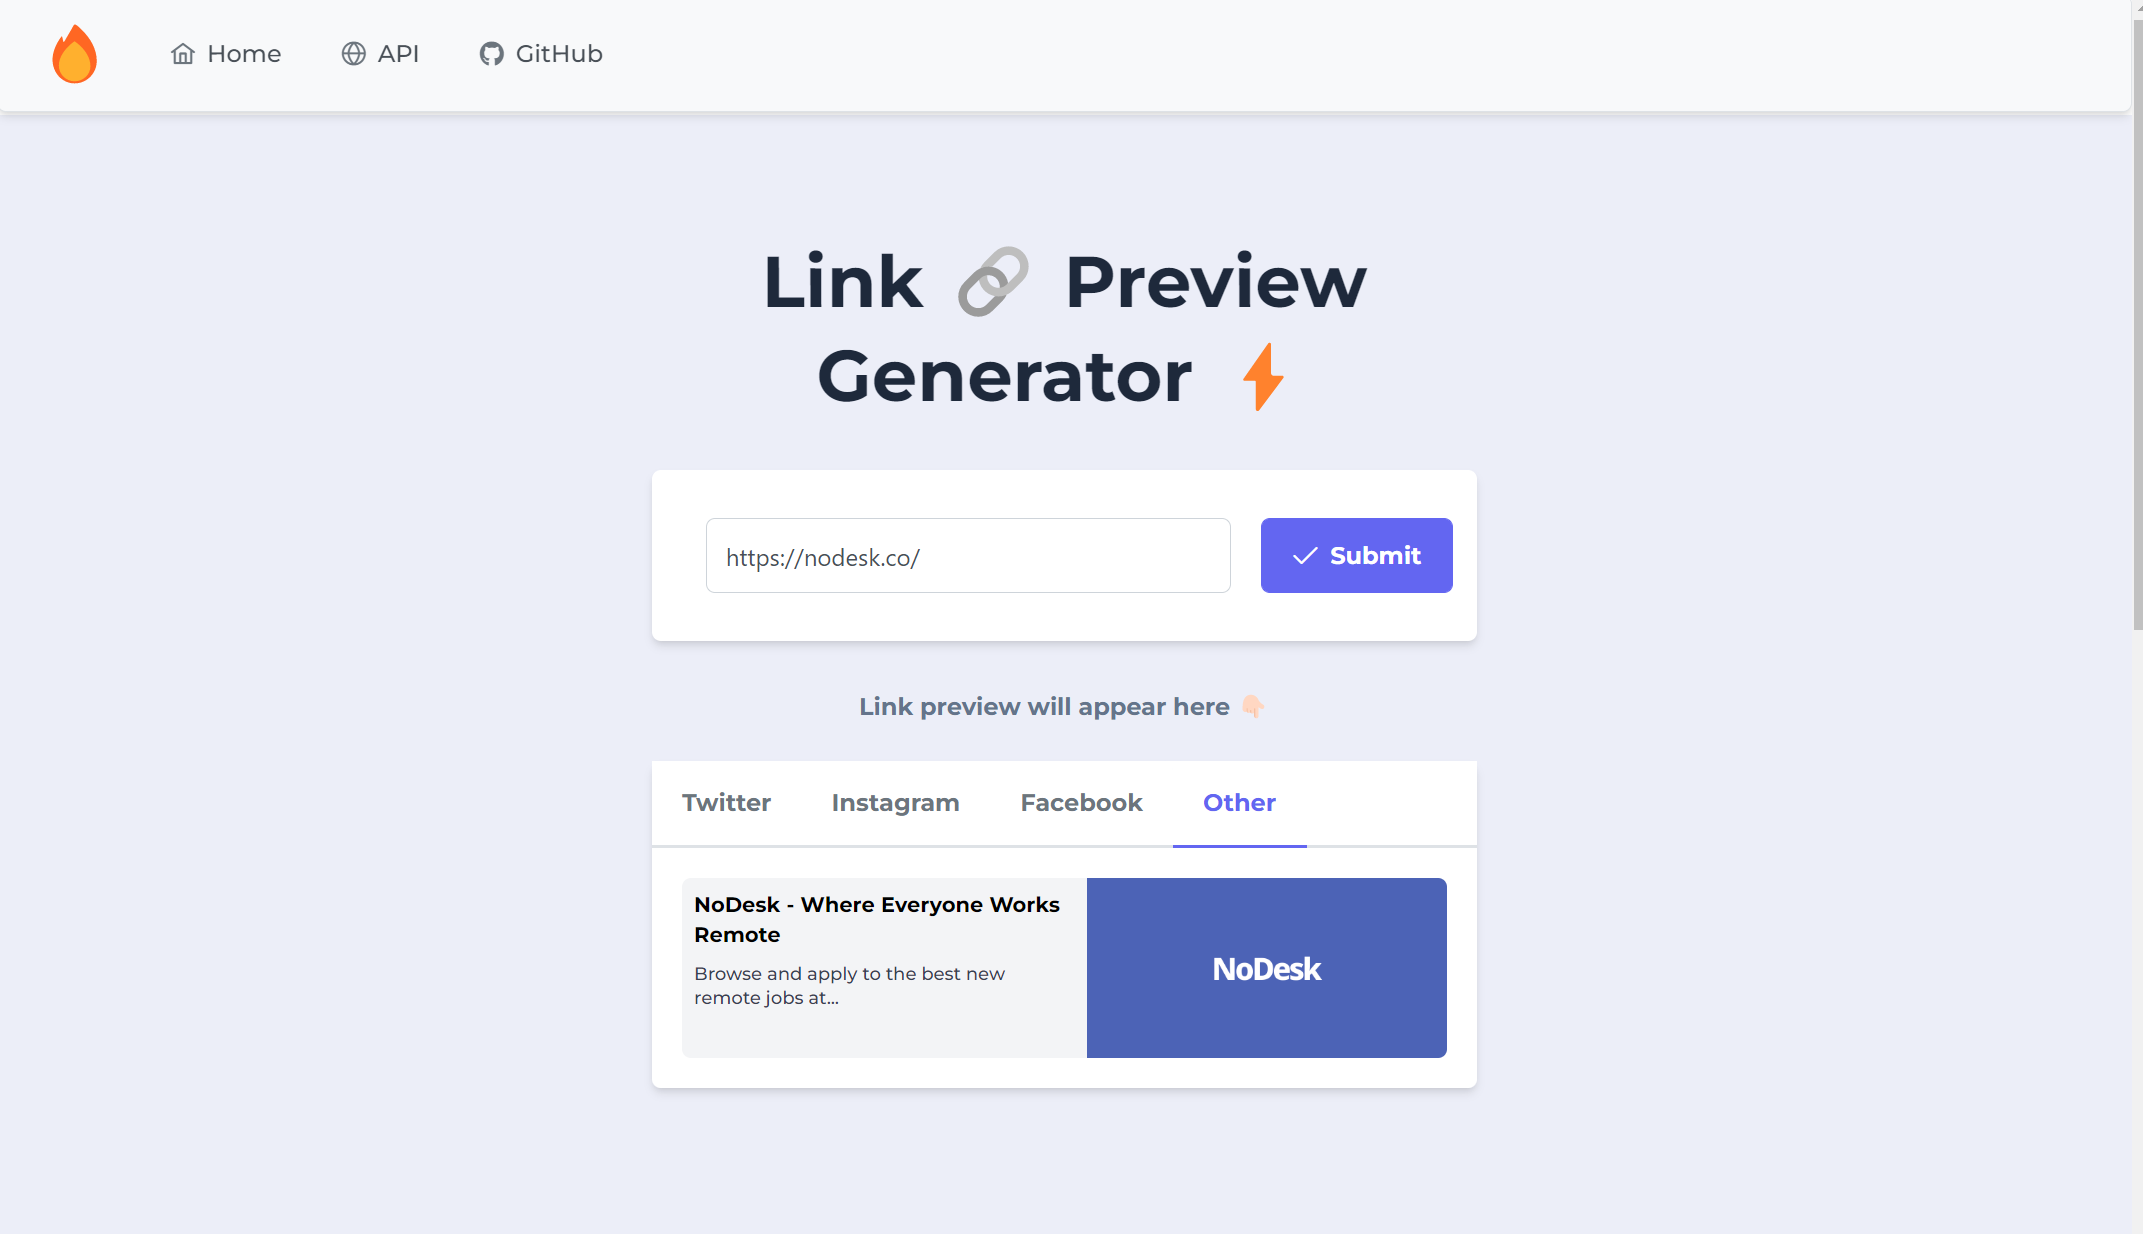 Home API GitHub
Link 🔗 Preview
Generator ⚡
https://nodesk.co/
Submit
Link preview will appear here 👇🏻
Twitter Instagram Facebook Other
NoDesk - Where Everyone Works
Remote
Browse and apply to the best new
remote jobs at...
NoDesk